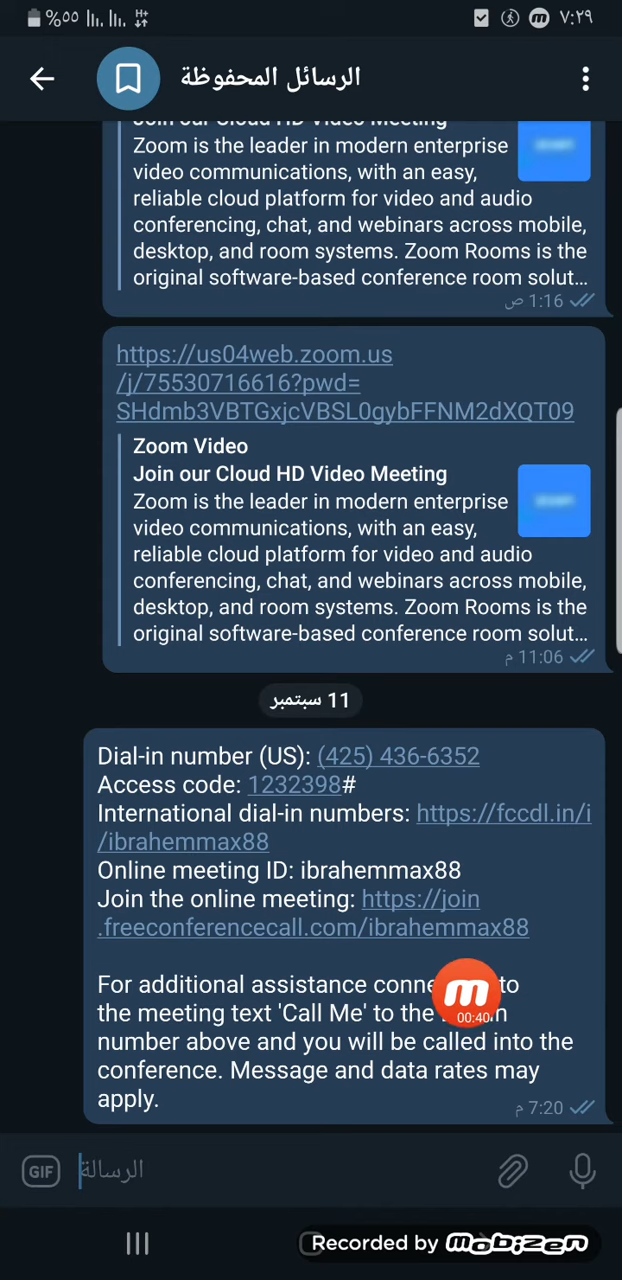 %٥٥ H+ ٧:٢٩
الرسائل المحفوظة
Join our Cloud HD Video Meeting
Zoom is the leader in modern enterprise
video communications, with an easy,
reliable cloud platform for video and audio
conferencing, chat, and webinars across mobile,
desktop, and room systems. Zoom Rooms is the
original software-based conference room solut...
1:16 ص
https://us04web.zoom.us
/j/75530716616?pwd=
SHdmb3VBTGxjcVBSL0gybFFNM2dXQT09
Zoom Video
Join our Cloud HD Video Meeting
Zoom is the leader in modern enterprise
video communications, with an easy,
reliable cloud platform for video and audio
conferencing, chat, and webinars across mobile,
desktop, and room systems. Zoom Rooms is the
original software-based conference room solut...
11:06 م
11 سبتمبر
Dial-in number (US): (425) 436-6352
Access code: 1232398#
International dial-in numbers: https://fccdl.in/i
/ibrahemmax88
Online meeting ID: ibrahemmax88
Join the online meeting: https://join
.freeconferencecall.com/ibrahemmax88
For additional assistance to
the meeting text 'Call Me' to the
number above and you will be called into the
conference. Message and data rates may
apply.
7:20 م
00:40
GIF
الرسالة
Recorded by mobizen